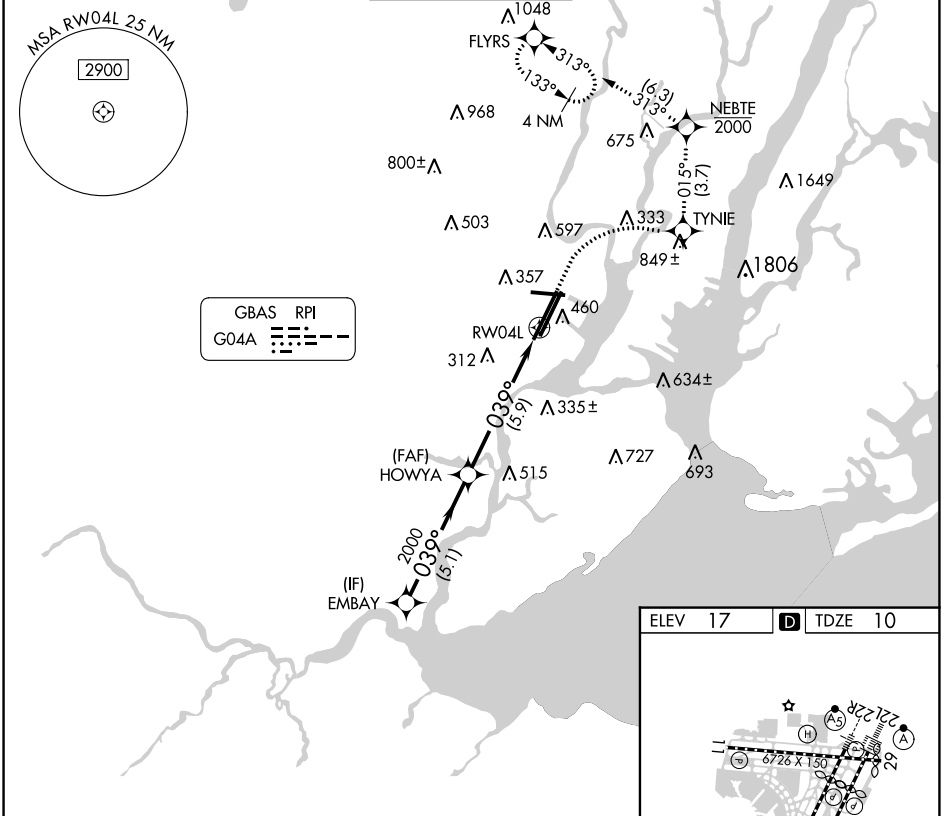 MSA RW04L 25 NM
2900
1048
FLYRS
313°
133°
4 NM
(6.3)
313°
NEBTE
2000
968
675
800±
015°
(3.7)
1649
503
597
333
TYNIE
849±
1806
357
460
RW04L
GBAS RPI
G04A
312
634±
039°
(5.9)
335±
(FAF)
HOWYA
515
727
693
2000
039°
(5.1)
(IF)
EMBAY
ELEV 17 D TDZE 10
A5
22R
22L
A
H
11
P
6726 X 150
P
29
P
P